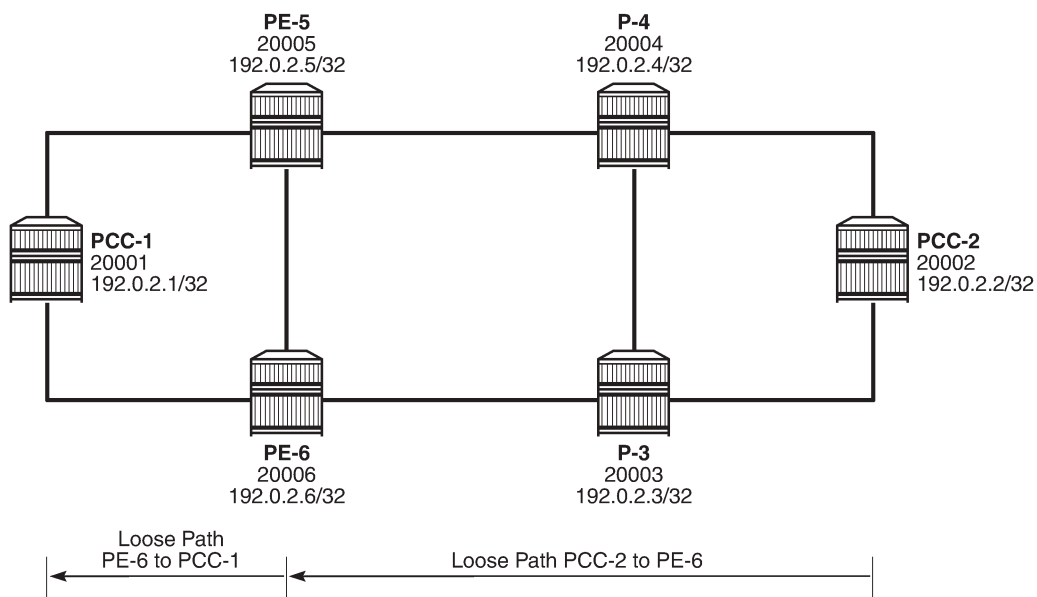 PE-5
20005
192.0.2.5/32
P-4
20004
192.0.2.4/32
PCC-1
20001
192.0.2.1/32
PCC-2
20002
192.0.2.2/32
PE-6
20006
192.0.2.6/32
P-3
20003
192.0.2.3/32
Loose Path
PE-6 to PCC-1
Loose Path PCC-2 to PE-6